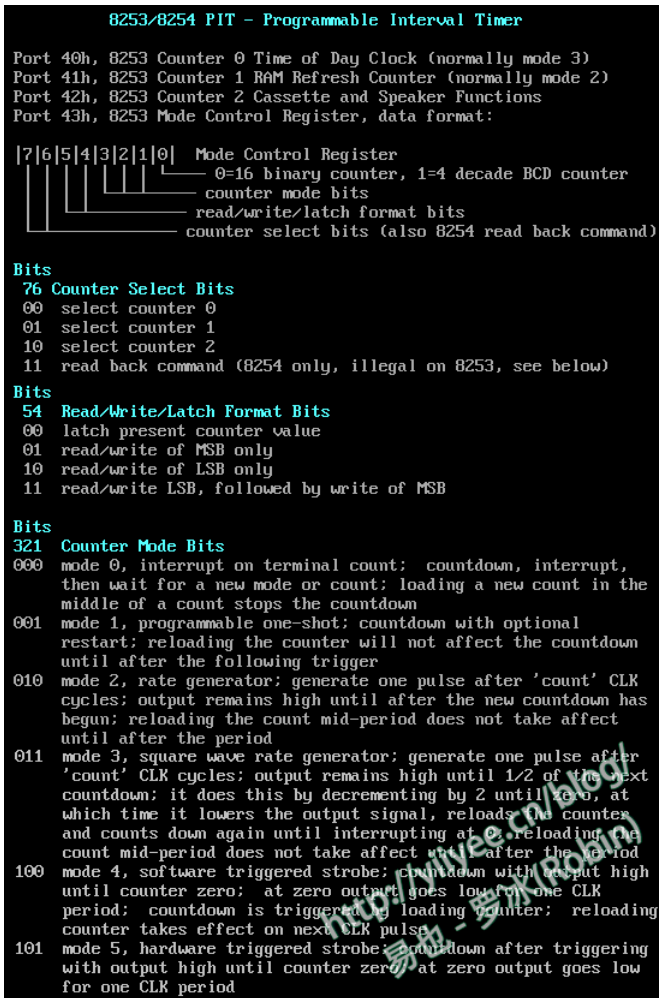 8253/8254 PIT - Programmable Interval Timer
Port 40h, 8253 Counter 0 Time of Day Clock (normally mode 3)
Port 41h, 8253 Counter 1 RAM Refresh Counter (normally mode 2)
Port 42h, 8253 Counter 2 Cassette and Speaker Functions
Port 43h, 8253 Mode Control Register, data format:
|7|6|5|4|3|2|1|0| Mode Control Register
0=16 binary counter, 1=4 decade BCD counter
counter mode bits
read/write/latch format bits
counter select bits (also 8254 read back command)
Bits
76 Counter Select Bits
00 select counter 0
01 select counter 1
10 select counter 2
11 read back command (8254 only, illegal on 8253, see below)
Bits
54 Read/Write/Latch Format Bits
00 latch present counter value
01 read/write of MSB only
10 read/write of LSB only
11 read/write LSB, followed by write of MSB
Bits
321 Counter Mode Bits
000 mode 0, interrupt on terminal count; countdown, interrupt,
then wait for a new mode or count; loading a new count in the
middle of a count stops the countdown
001 mode 1, programmable one-shot; countdown with optional
restart; reloading the counter will not affect the countdown
until after the following trigger
010 mode 2, rate generator; generate one pulse after 'count' CLK
cycles; output remains high until after the new countdown has
begun; reloading the count mid-period does not take affect
until after the period
011 mode 3, square wave rate generator; generate one pulse after
'count' CLK cycles; output remains high until 1/2 of the next
countdown; it does this by decrementing by 2 until zero, at
which time it lowers the output signal, reloads the counter
and counts down again until interrupting at 0; reloading the
count mid-period does not take affect until after the period
100 mode 4, software triggered strobe; countdown with output high
until counter zero; at zero output goes low for one CLK
period; countdown is triggered by loading counter; reloading
counter takes effect on next CLK pulse
101 mode 5, hardware triggered strobe; countdown after triggering
with output high until counter zero; at zero output goes low
for one CLK period